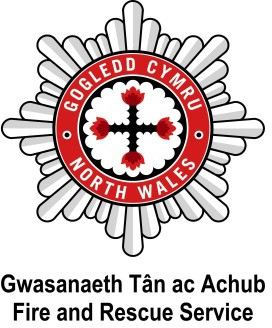 GOGLEDD CYMRU
NORTH WALES
Gwasanaeth Tân ac Achub
Fire and Rescue Service